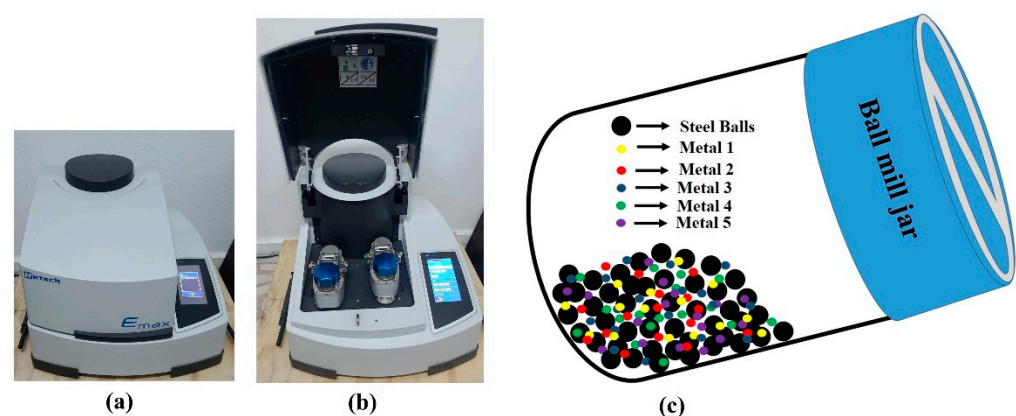 Retsch
Emax
Steel Balls
Metal 1
Metal 2
Metal 3
Metal 4
Metal 5
Ball mill jar
(a)
(b)
(c)